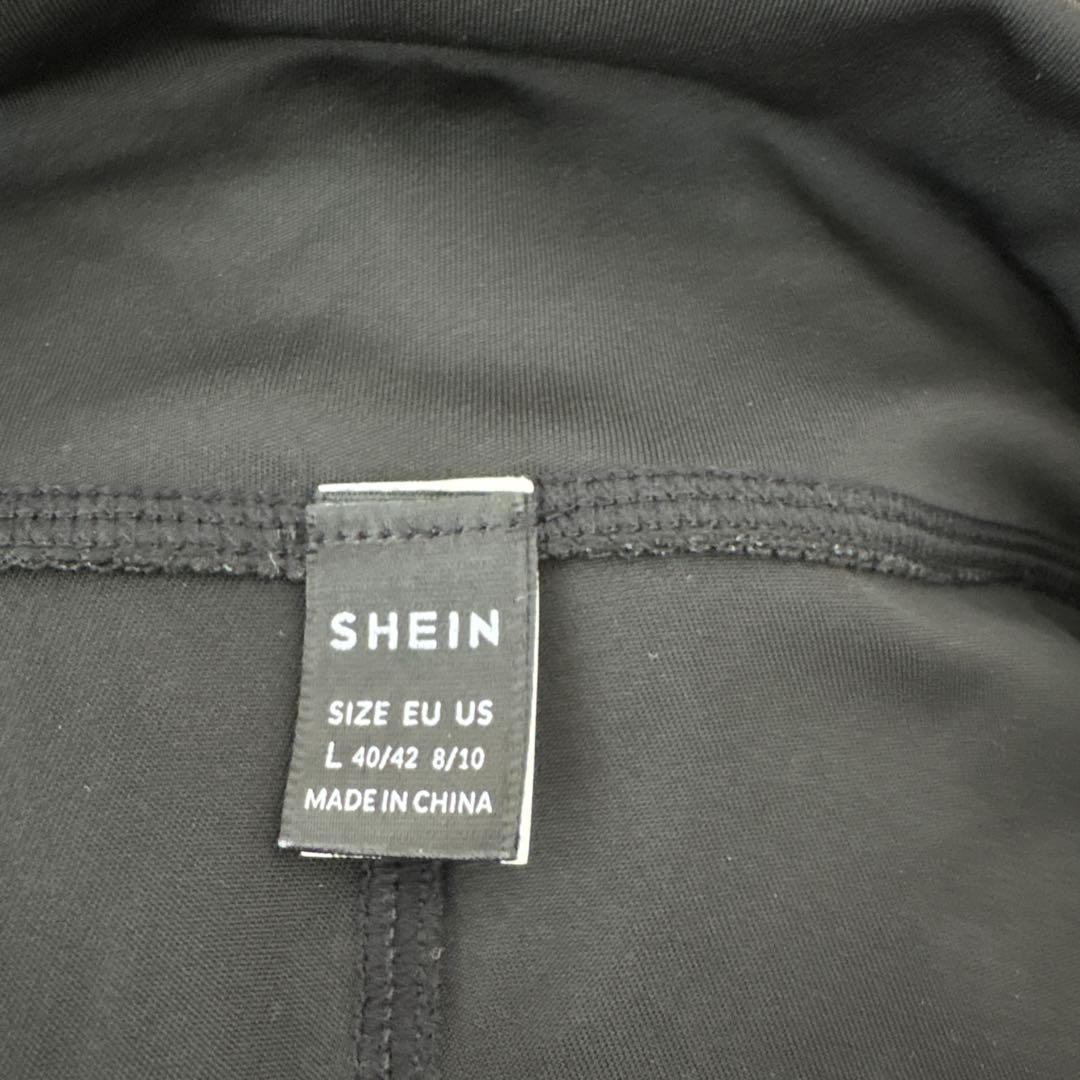 SHEIN
SIZE EU US
L 40/42 8/10
MADE IN CHINA